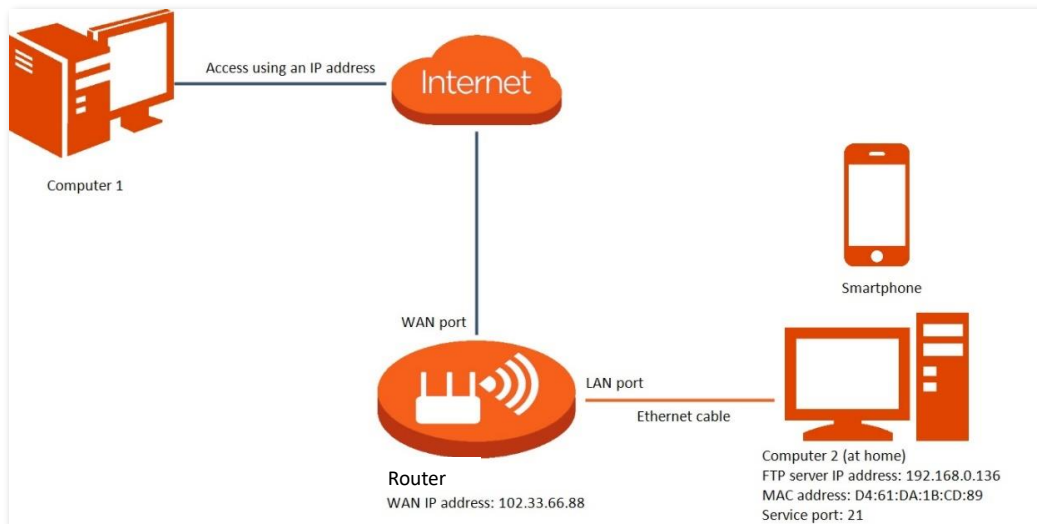 Access using an IP address
Internet
Computer 1
Smartphone
WAN port
LAN port
Ethernet cable
Router
WAN IP address: 102.33.66.88
Computer 2 (at home)
FTP server IP address: 192.168.0.136
MAC address: D4:61:DA:1B:CD:89
Service port: 21